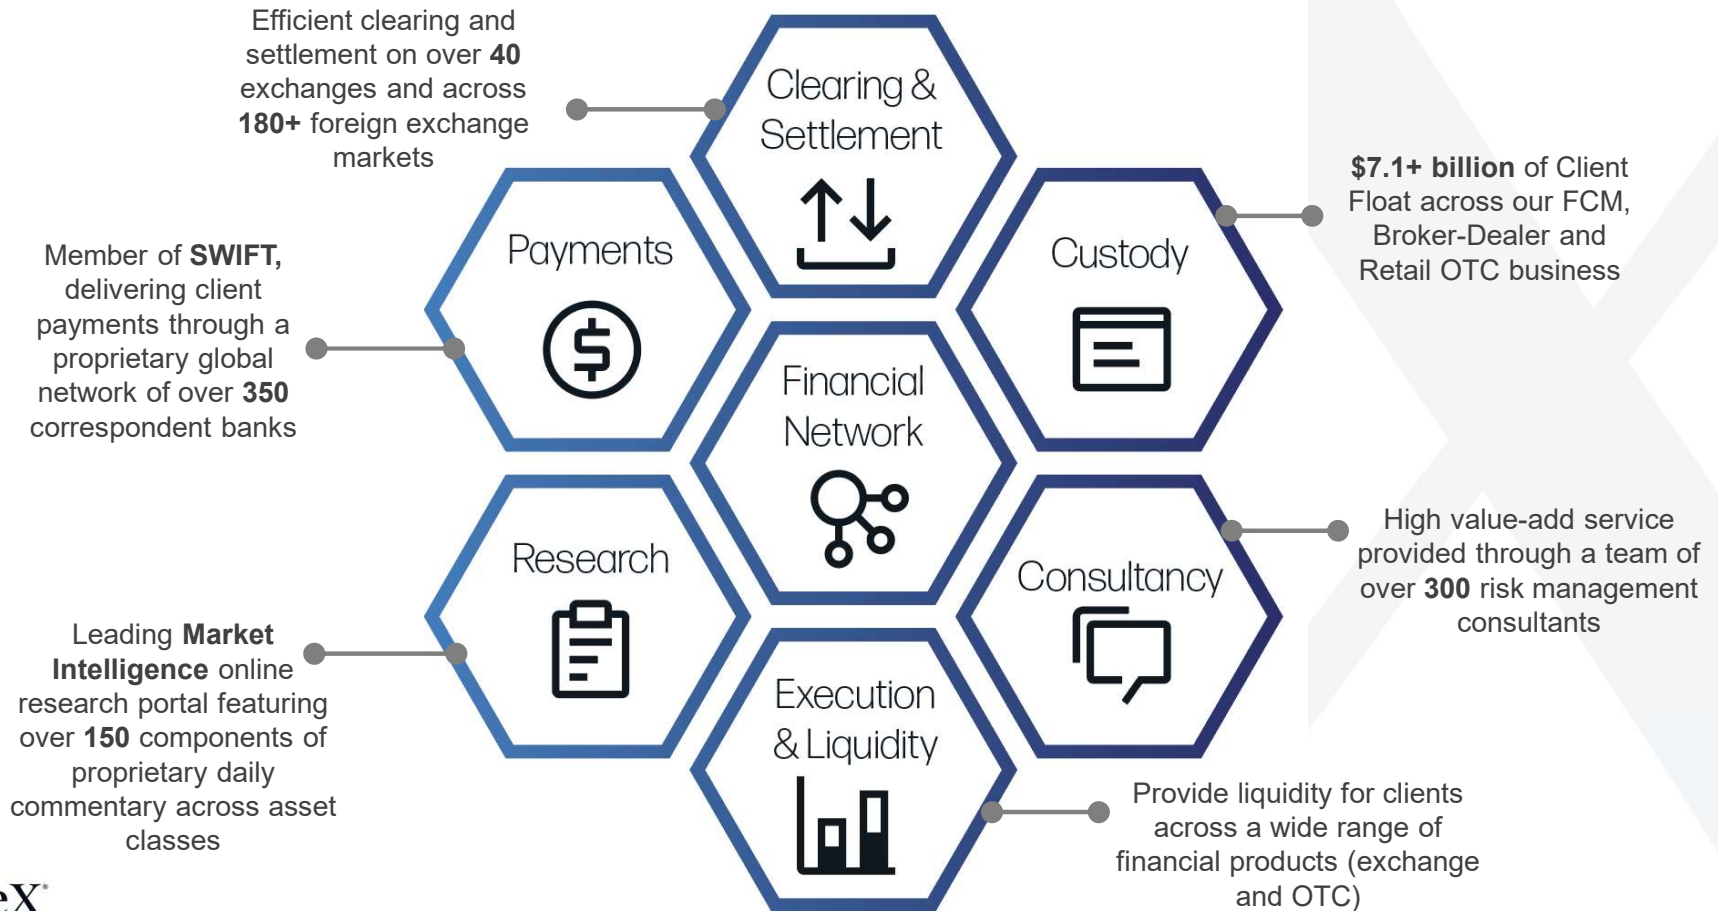 Efficient clearing and
settlement on over 40
exchanges and across
180+ foreign exchange
markets
Clearing &
Settlement
$7.1+ billion of Client
Float across our FCM,
Broker-Dealer and
Retail OTC business
Payments
Custody
Member of SWIFT,
delivering client
payments through a
proprietary global
network of over 350
correspondent banks
Financial
Network
High value-add service
provided through a team of
over 300 risk management
consultants
Research
Consultancy
Leading Market
Intelligence online
research portal featuring
over 150 components of
proprietary daily
commentary across asset
classes
Execution
& Liquidity
Provide liquidity for clients
across a wide range of
financial products (exchange
and OTC)
eX